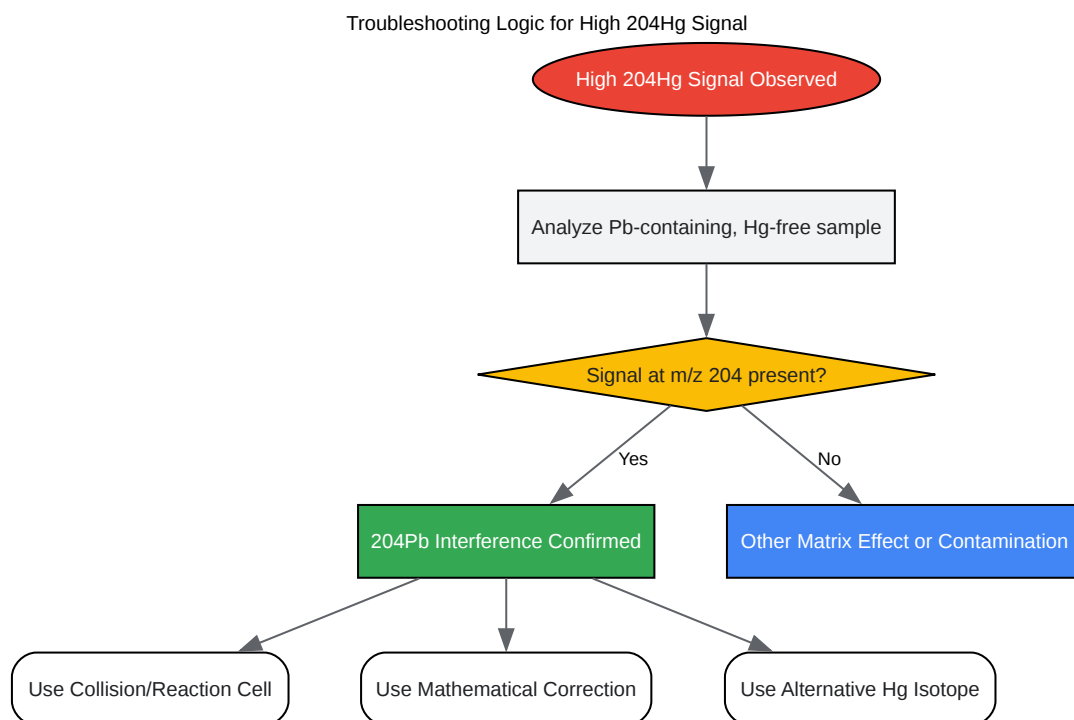 Troubleshooting Logic for High 204Hg Signal
High 204Hg Signal Observed
Analyze Pb-containing, Hg-free sample
Signal at m/z 204 present?
Yes
No
204Pb Interference Confirmed
Other Matrix Effect or Contamination
Use Collision/Reaction Cell
Use Mathematical Correction
Use Alternative Hg Isotope